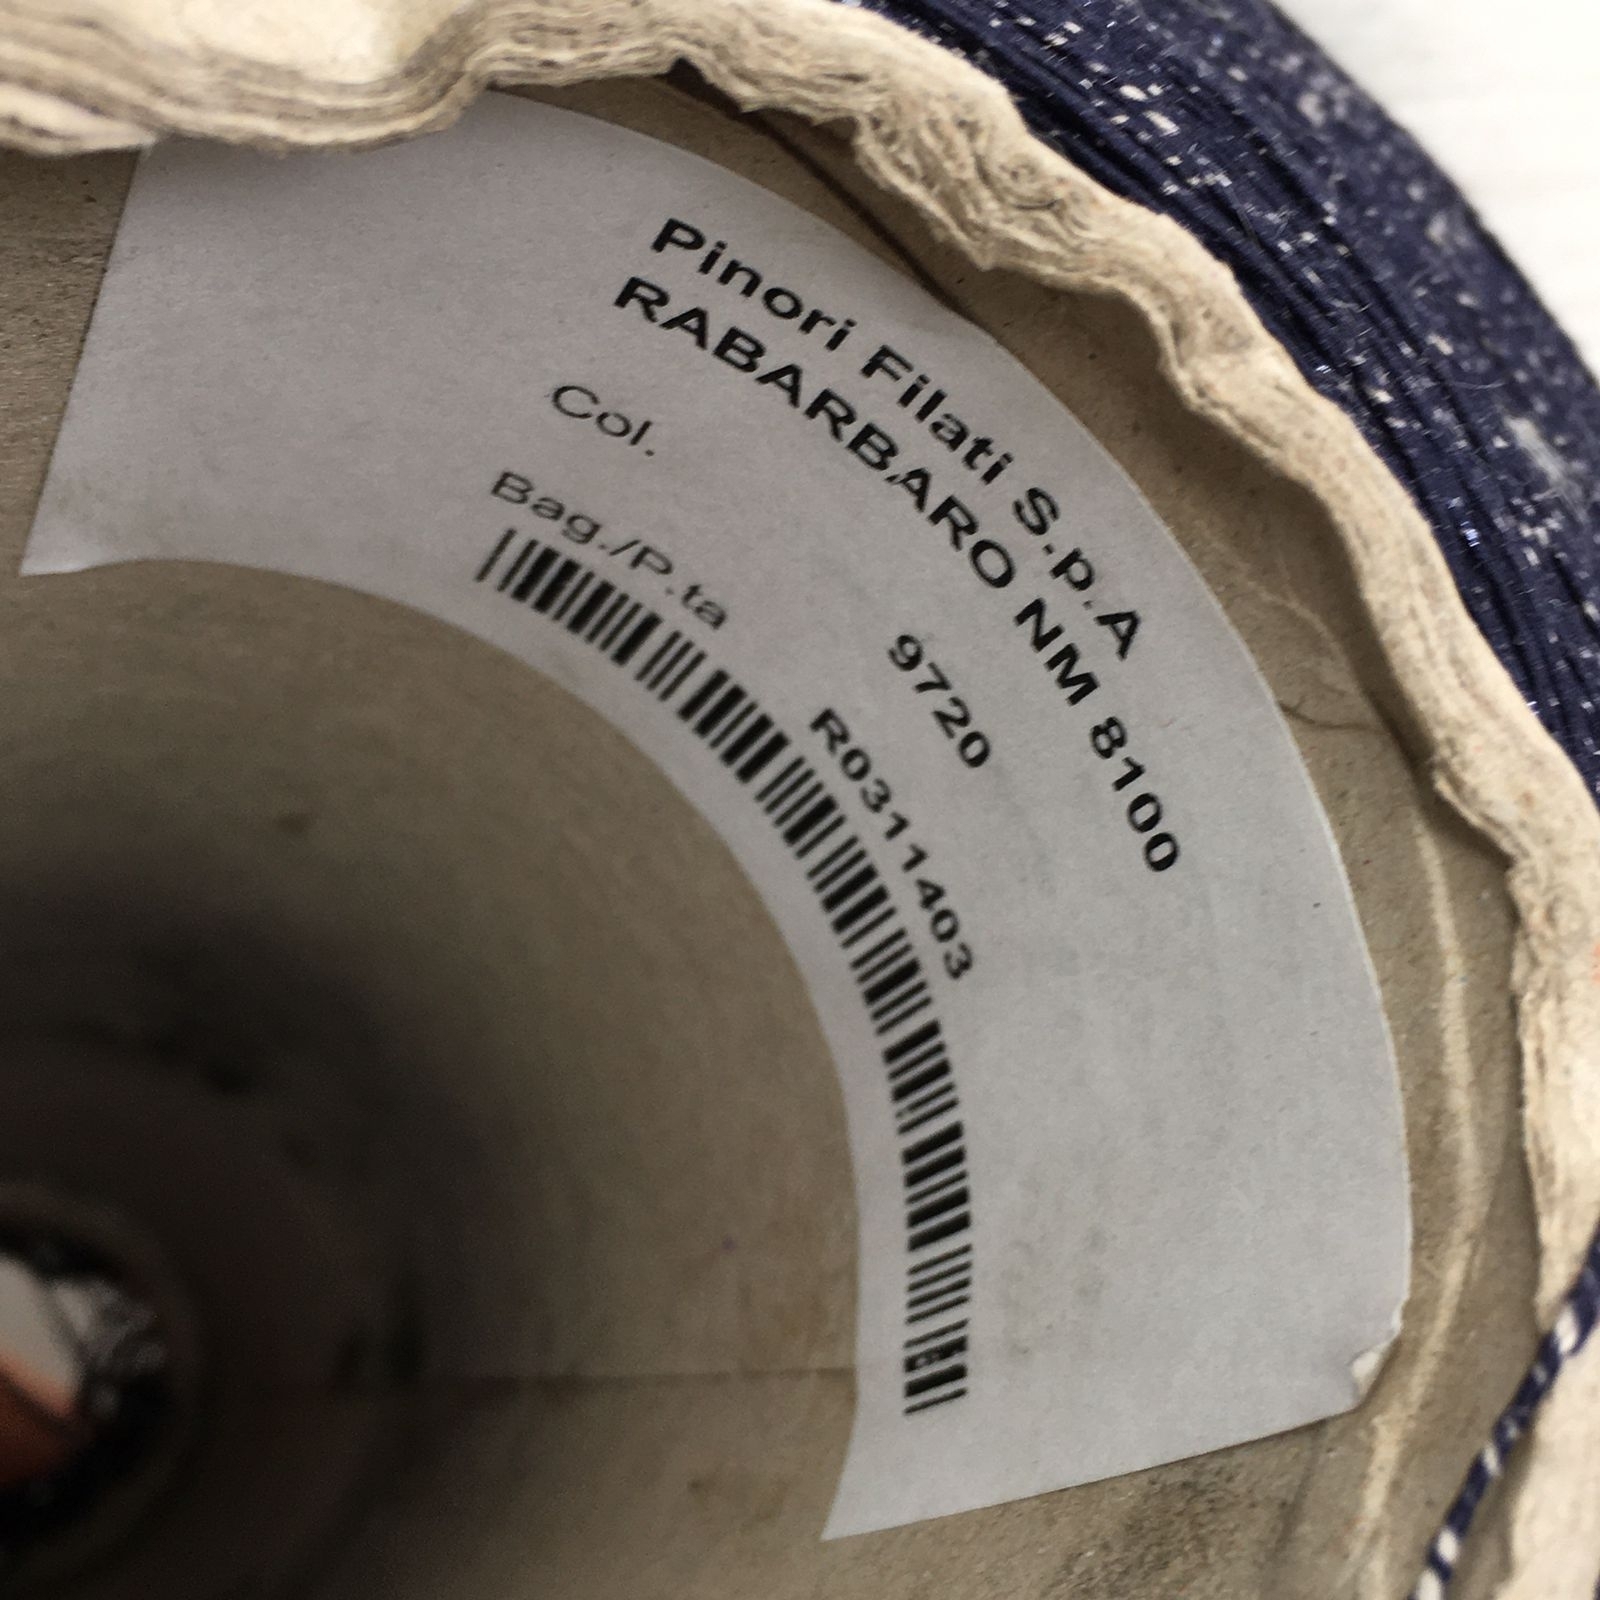 Pinori Filati S.p.A
RABARBARO NM 8100
Col. 9720
Bag./P.ta R0311403